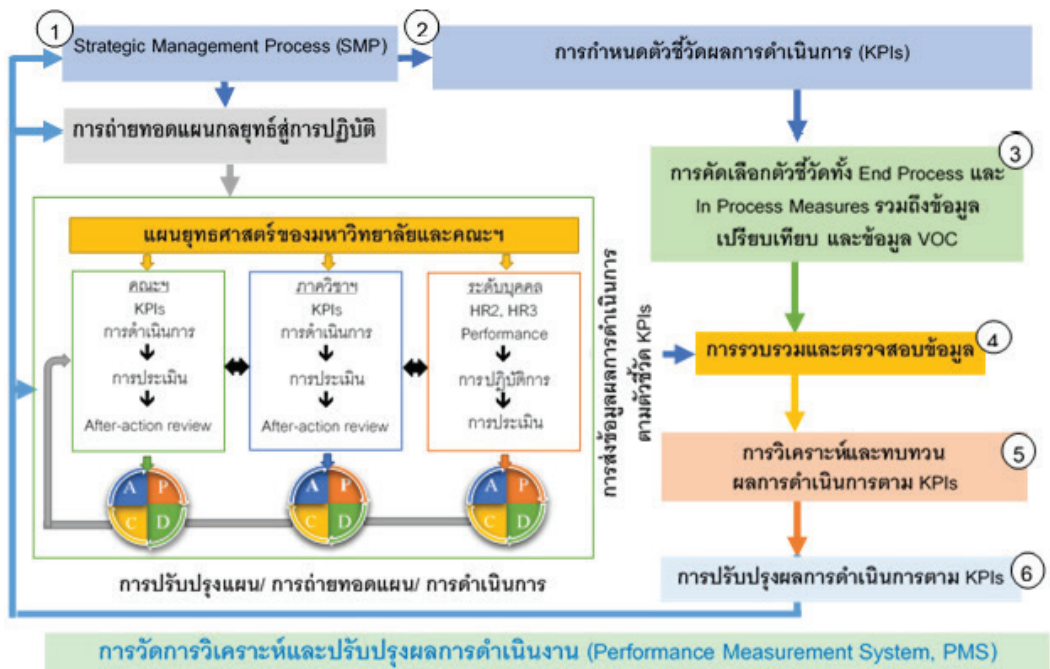 1
Strategic Management Process (SMP)
2
การกำหนดตัวชี้วัดผลการดำเนินการ (KPIs)
การถ่ายทอดแผนกลยุทธ์สู่การปฏิบัติ
3
การคัดเลือกตัวชี้วัดทั้ง End Process และ
In Process Measures รวมถึงข้อมูล
เปรียบเทียบ และข้อมูล VOC
แผนยุทธศาสตร์ของมหาวิทยาลัยและคณะฯ
คณะฯ
KPIs
การดำเนินการ
การประเมิน
After-action review
ภาควิชาฯ
KPIs
การดำเนินการ
การประเมิน
After-action review
ระดับบุคคล
HR2, HR3
Performance
การปฏิบัติการ
การประเมิน
A P
C D
A P
C D
A P
C D
การส่งข้อมูลผลการดำเนินการ
ตามตัวชี้วัด KPIs
4
การรวบรวมและตรวจสอบข้อมูล
5
การวิเคราะห์และทบทวน
ผลการดำเนินการตาม KPIs
การปรับปรุงผลการดำเนินการตาม KPIs
6
การปรับปรุงแผน/ การถ่ายทอดแผน/ การดำเนินการ
การวัดการวิเคราะห์และปรับปรุงผลการดำเนินงาน (Performance Measurement System, PMS)